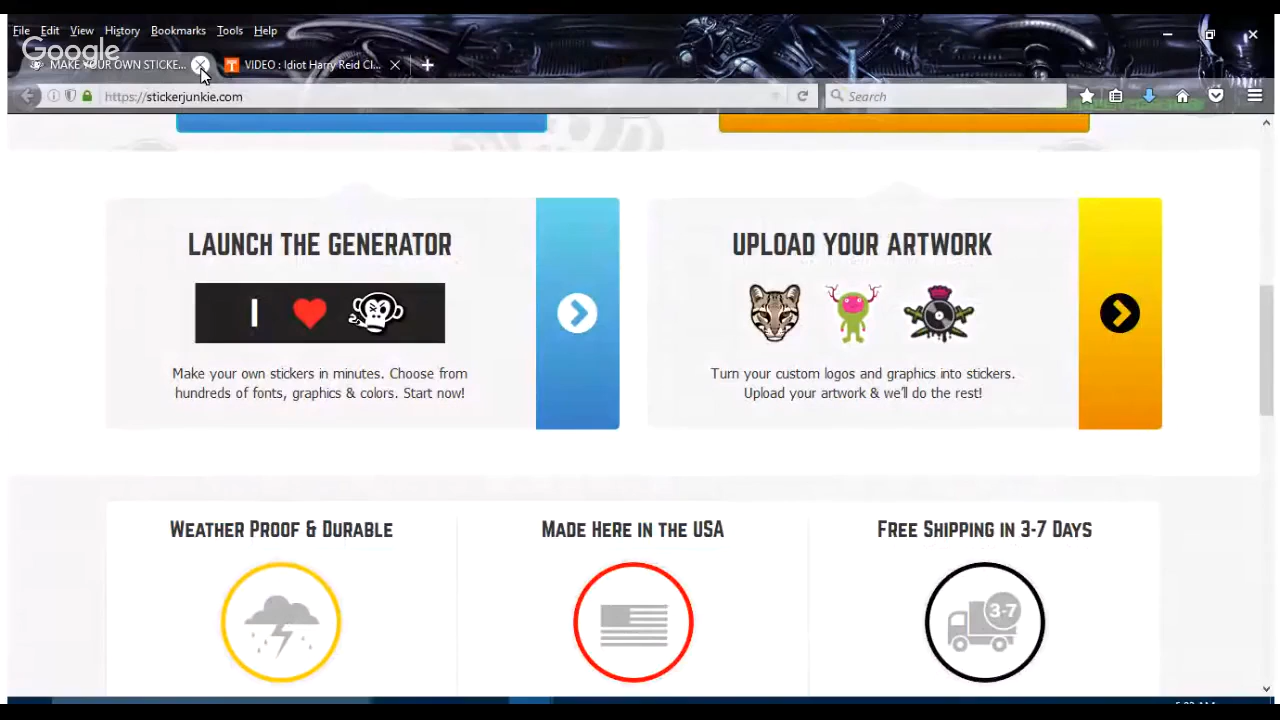 File Edit View History Bookmarks Tools Help
Google
MAKE YOUR OWN STICKE...
VIDEO : Idiot Harry Reid Cl...
https://stickerjunkie.com
Search
LAUNCH THE GENERATOR
I
Make your own stickers in minutes. Choose from
hundreds of fonts, graphics & colors. Start now!
UPLOAD YOUR ARTWORK
Turn your custom logos and graphics into stickers.
Upload your artwork & we'll do the rest!
WEATHER PROOF & DURABLE
MADE HERE IN THE USA
FREE SHIPPING IN 3-7 DAYS
3-7